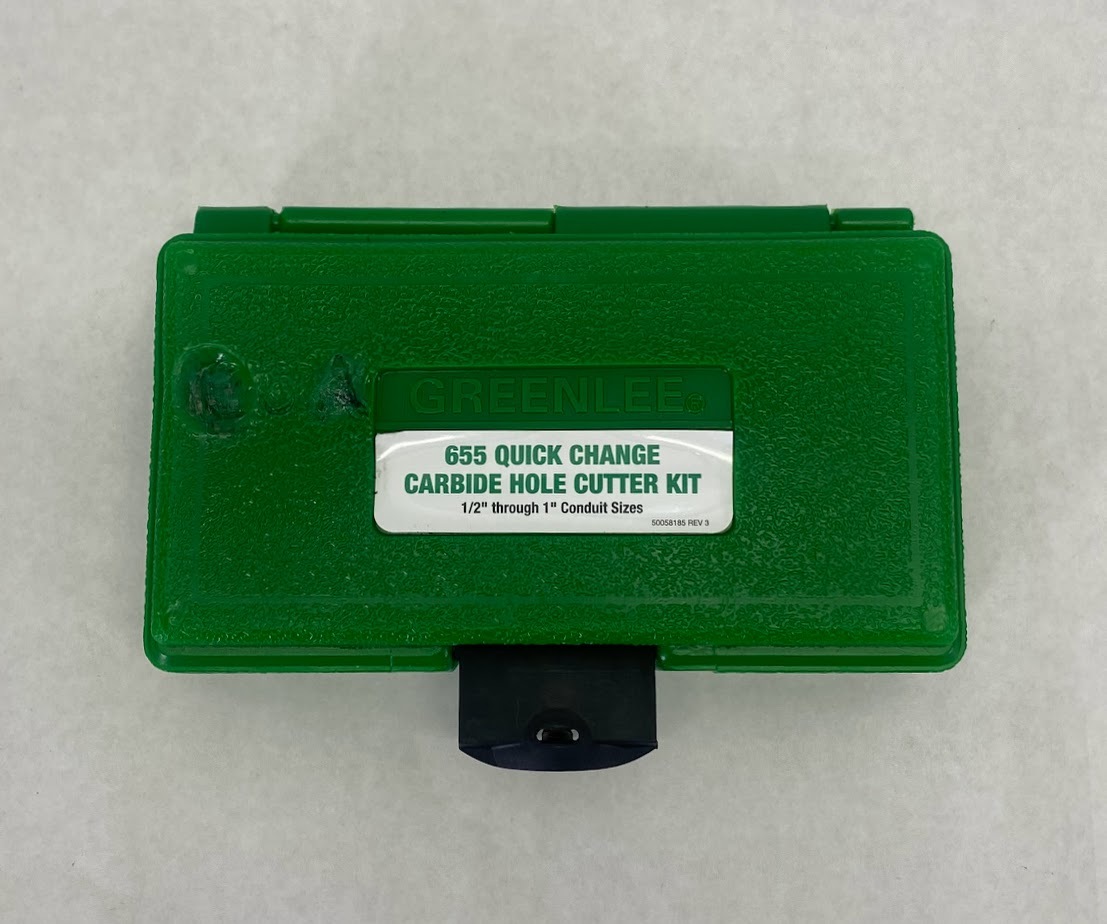 GREENLEE
655 QUICK CHANGE
CARBIDE HOLE CUTTER KIT
1/2" through 1" Conduit Sizes
50058185 REV 3